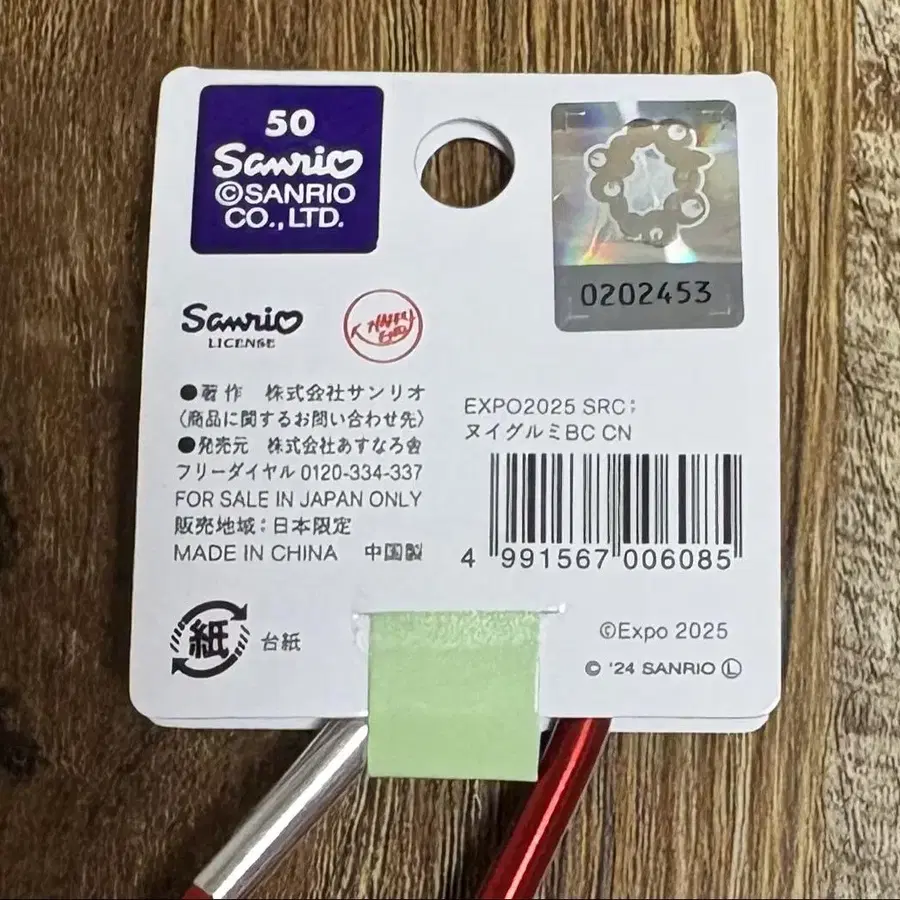 50
Sanrio
©SANRIO
CO., LTD.
0202453
Sanrio
LICENSE
●著作 株式会社サンリオ
〈商品に関するお問い合わせ先〉
●発売元 株式会社あすなろ舎
フリーダイヤル 0120-334-337
FOR SALE IN JAPAN ONLY
販売地域：日本限定
MADE IN CHINA 中国製
EXPO2025 SRC；
ヌイグルミBC CN
4 991567 006085
紙 台紙
©Expo 2025
© '24 SANRIO Ⓛ